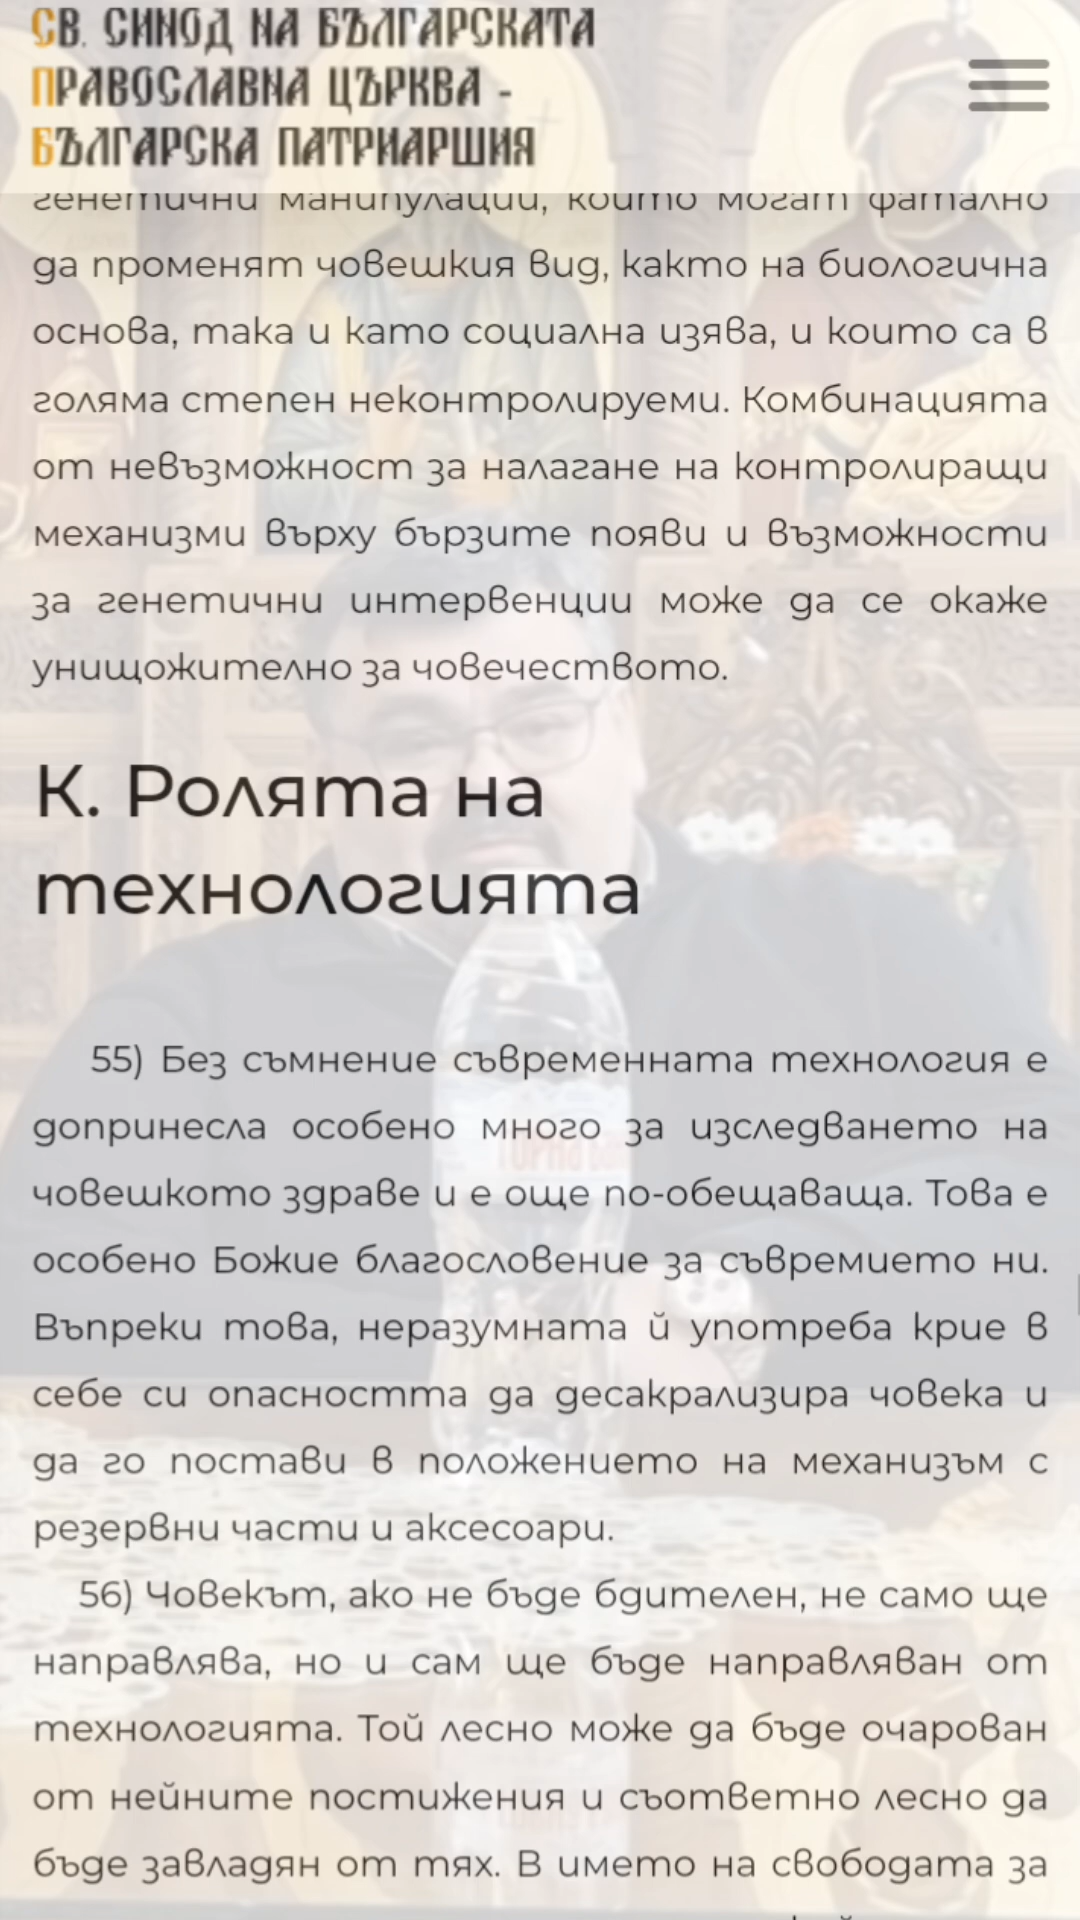 СВ. СИНОД НА БЪЛГАРСКАТА
ПРАВОСЛАВНА ЦЪРКВА -
БЪЛГАРСКА ПАТРИАРШИЯ
генетични манипулации, които могат фатално
да променят човешкия вид, както на биологична
основа, така и като социална изява, и които са в
голяма степен неконтролируеми. Комбинацията
от невъзможност за налагане на контролиращи
механизми върху бързите появи и възможности
за генетични интервенции може да се окаже
унищожително за човечеството.
К. Ролята на
технологията
55) Без съмнение съвременната технология е
допринесла особено много за изследването на
човешкото здраве и е още по-обещаваща. Това е
особено Божие благословение за съвремието ни.
Въпреки това, неразумната й употреба крие в
себе си опасността да десакрализира човека и
да го постави в положението на механизъм с
резервни части и аксесоари.
56) Човекът, ако не бъде бдителен, не само ще
направлява, но и сам ще бъде направляван от
технологията. Той лесно може да бъде очарован
от нейните постижения и съответно лесно да
бъде завладян от тях. В името на свободата за